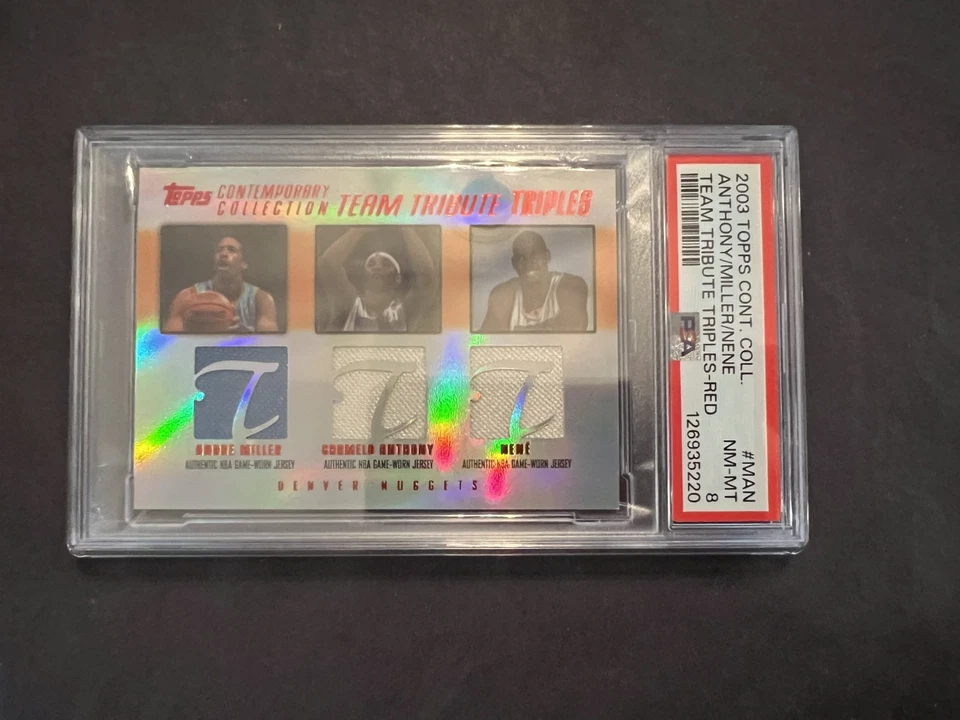 Topps CONTEMPORARY
COLLECTION TEAM TRIBUTE TRIPLES
ANDRE MILLER
AUTHENTIC NBA GAME-WORN JERSEY
CARMELO ANTHONY
AUTHENTIC NBA GAME-WORN JERSEY
NENÊ
AUTHENTIC NBA GAME-WORN JERSEY
DENVER NUGGETS
2003 TOPPS CONT. COLL. #MAN
ANTHONY/MILLER/NENE NM-MT
TEAM TRIBUTE TRIPLES-RED 8
PSA 126935220